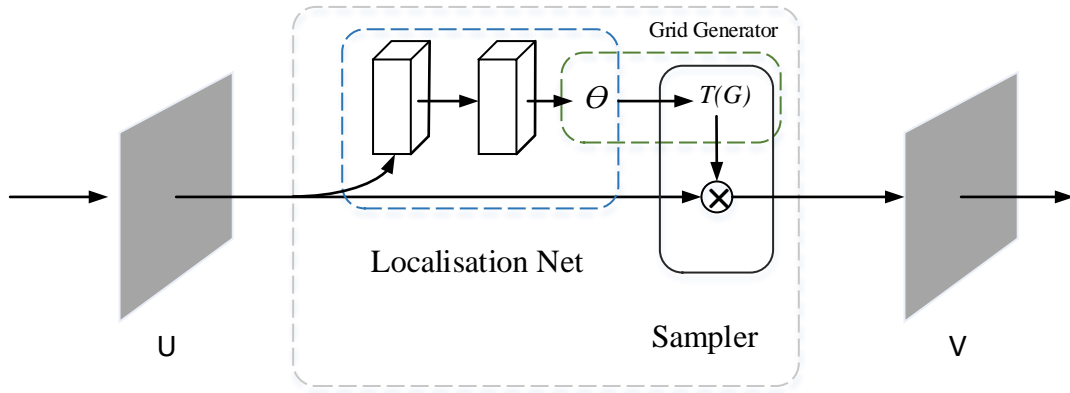 Grid Generator
Θ
T(G)
Localisation Net
Sampler
U
V